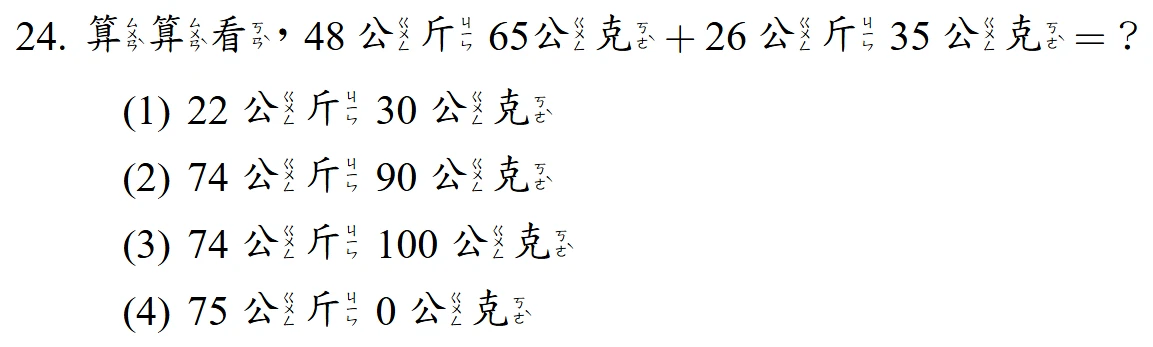 24. 算ㄙㄨㄢˋ算ㄙㄨㄢˋ看ㄎㄢˋ，48 公ㄍㄨㄥ斤ㄐㄧㄣ 65公ㄍㄨㄥ克ㄎㄜˋ＋26 公ㄍㄨㄥ斤ㄐㄧㄣ 35 公ㄍㄨㄥ克ㄎㄜˋ＝？
(1) 22 公ㄍㄨㄥ斤ㄐㄧㄣ 30 公ㄍㄨㄥ克ㄎㄜˋ
(2) 74 公ㄍㄨㄥ斤ㄐㄧㄣ 90 公ㄍㄨㄥ克ㄎㄜˋ
(3) 74 公ㄍㄨㄥ斤ㄐㄧㄣ 100 公ㄍㄨㄥ克ㄎㄜˋ
(4) 75 公ㄍㄨㄥ斤ㄐㄧㄣ 0 公ㄍㄨㄥ克ㄎㄜˋ